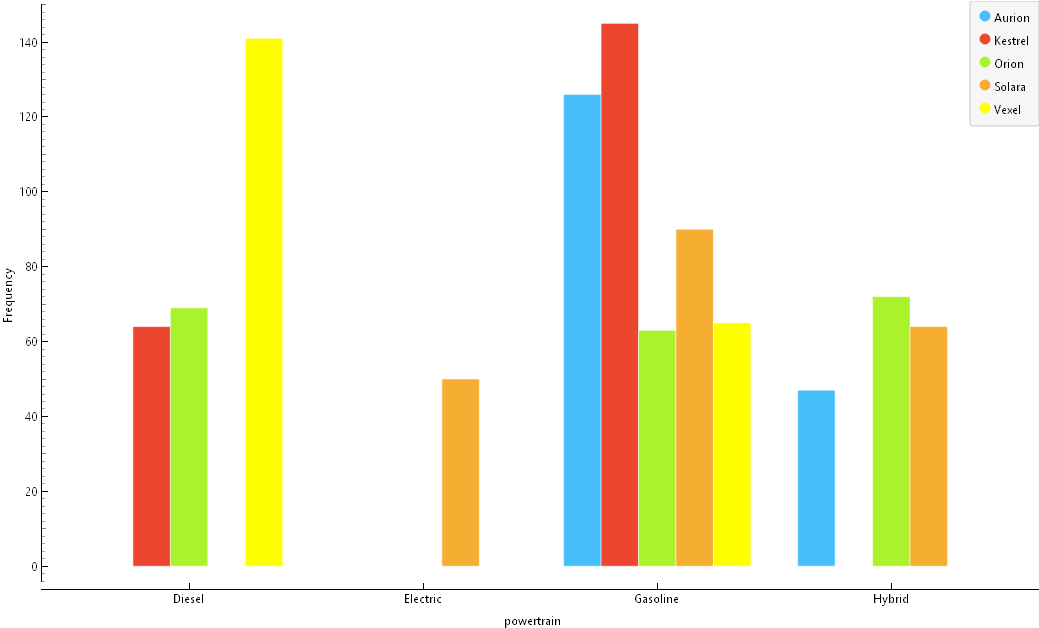 Aurion
Kestrel
Orion
Solara
Vexel
140
120
100
80
60
40
20
0
Frequency
Diesel Electric Gasoline Hybrid
powertrain